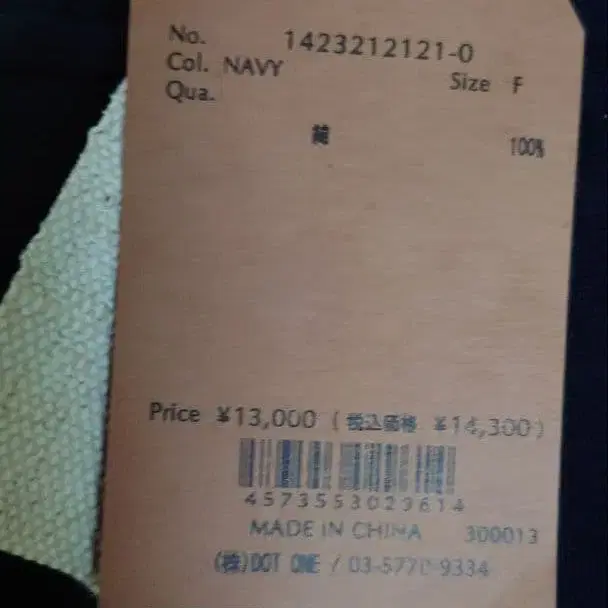 No. 1423212121-0
Col. NAVY Size F
Qua.
綿 100%
Price ¥13,000 (税込価格 ¥14,300)
4573553029614
MADE IN CHINA 300013
(株)DOT ONE / 03-5770-9334